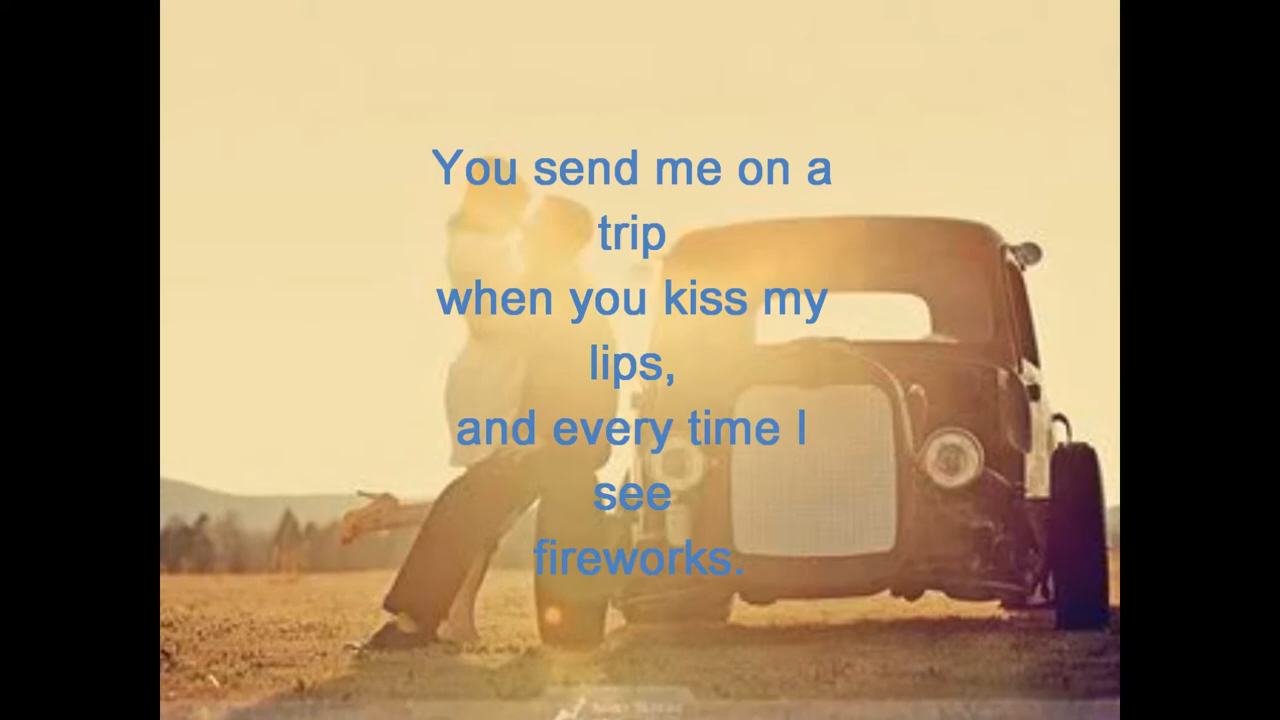 You send me on a
trip
when you kiss my
lips,
and every time I
see
fireworks.